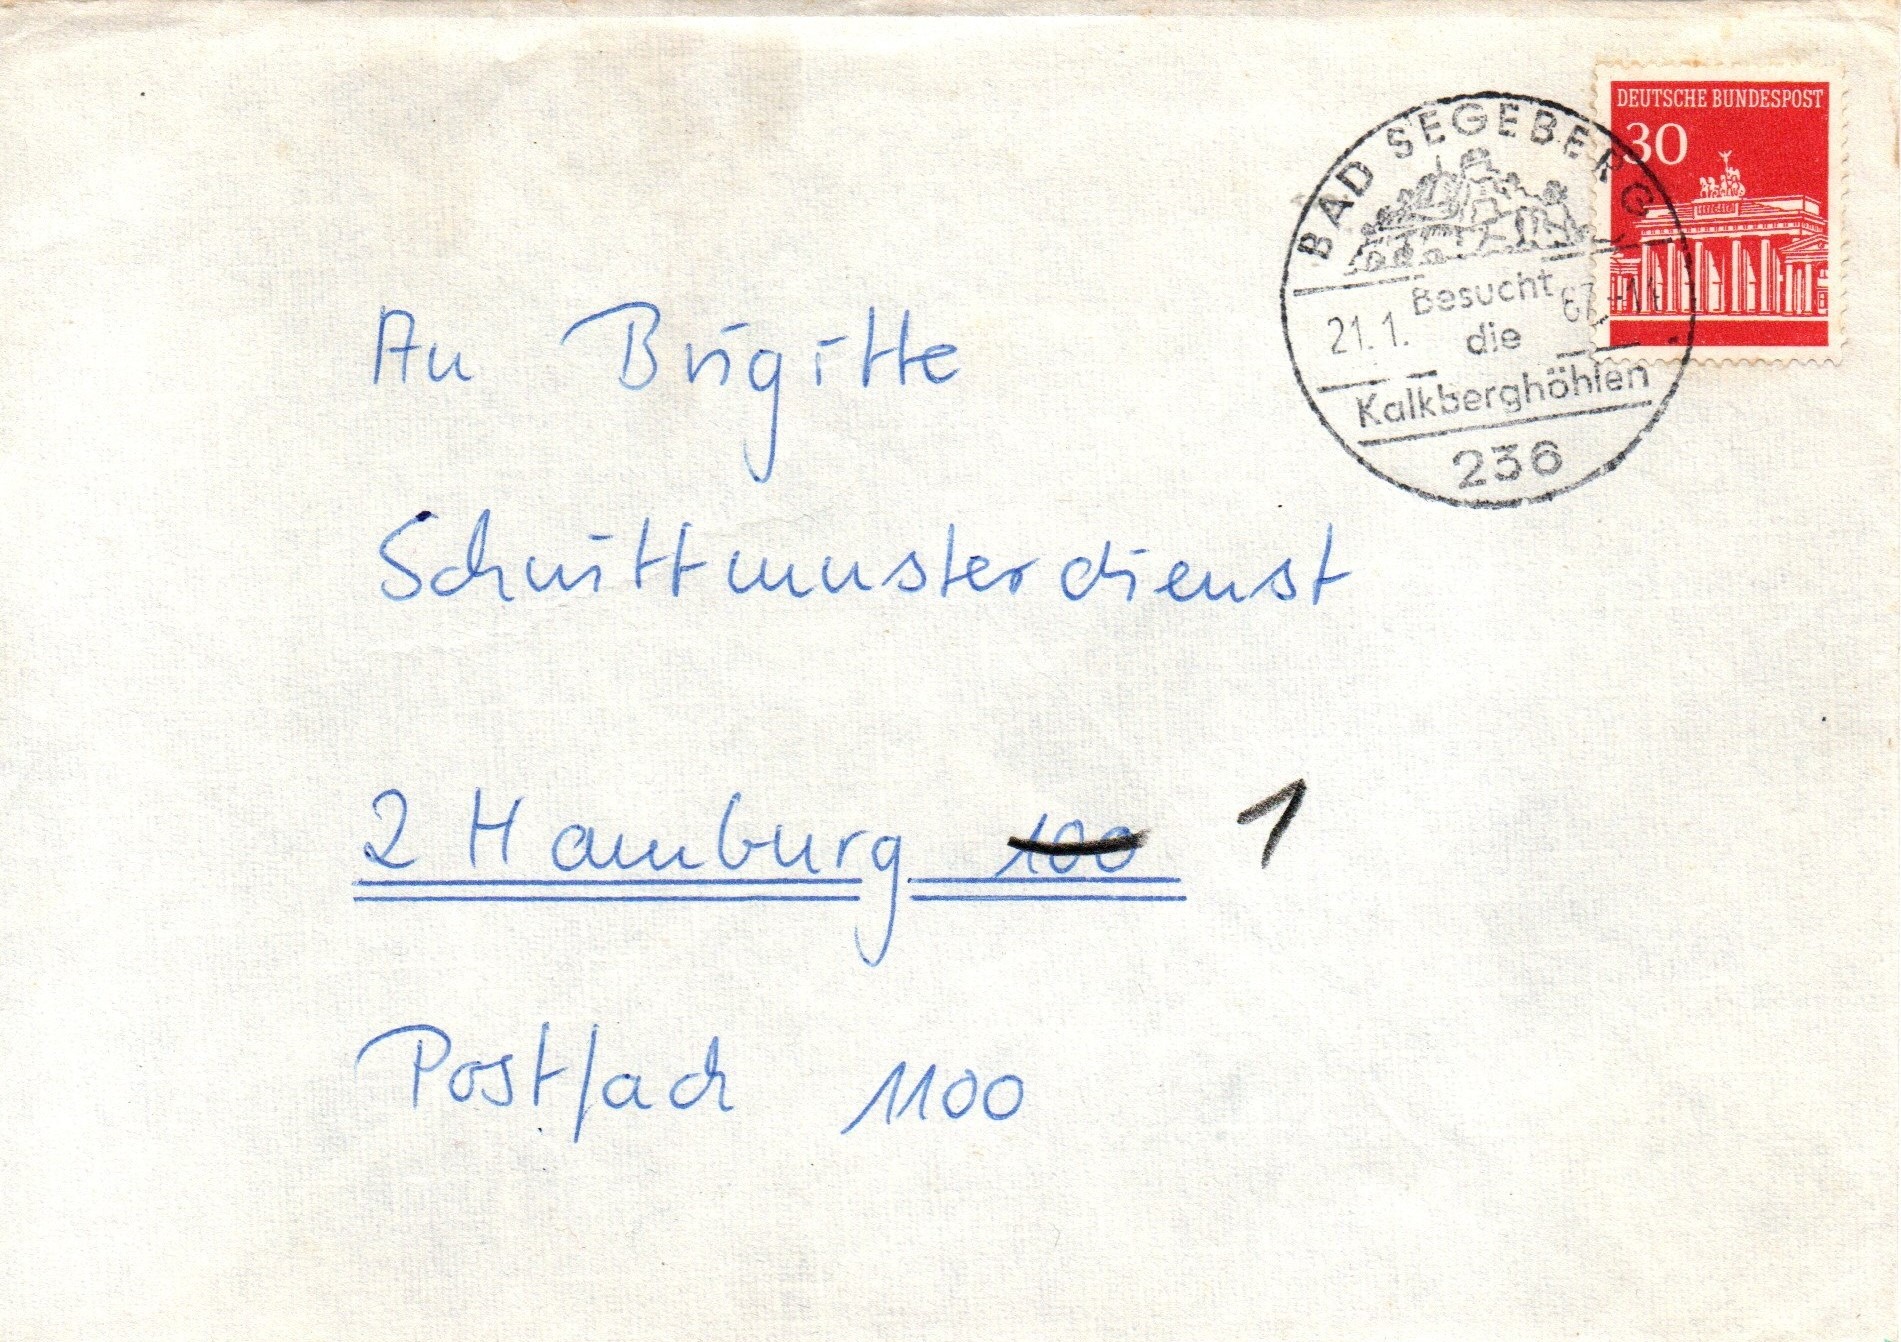 DEUTSCHE BUNDESPOST
30
BAD SEGEBERG
21.1. 67.-14
Besucht
die
Kalkberghöhlen
236
An Brigitte
Schnittmusterdienst
2 Hamburg 100 1
Postfach 1100